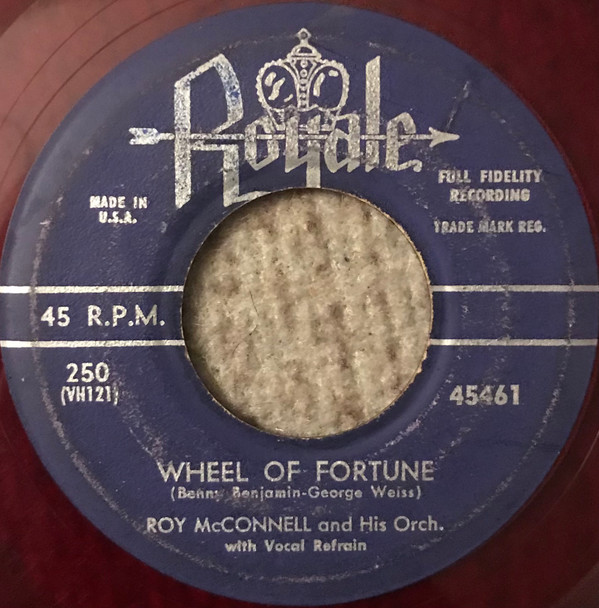 Royale
FULL FIDELITY
RECORDING
MADE IN
U.S.A.
TRADE MARK REG.
45 R.P.M.
250
(VH121)
45461
WHEEL OF FORTUNE
(Benny Benjamin-George Weiss)
ROY McCONNELL and His Orch.
with Vocal Refrain